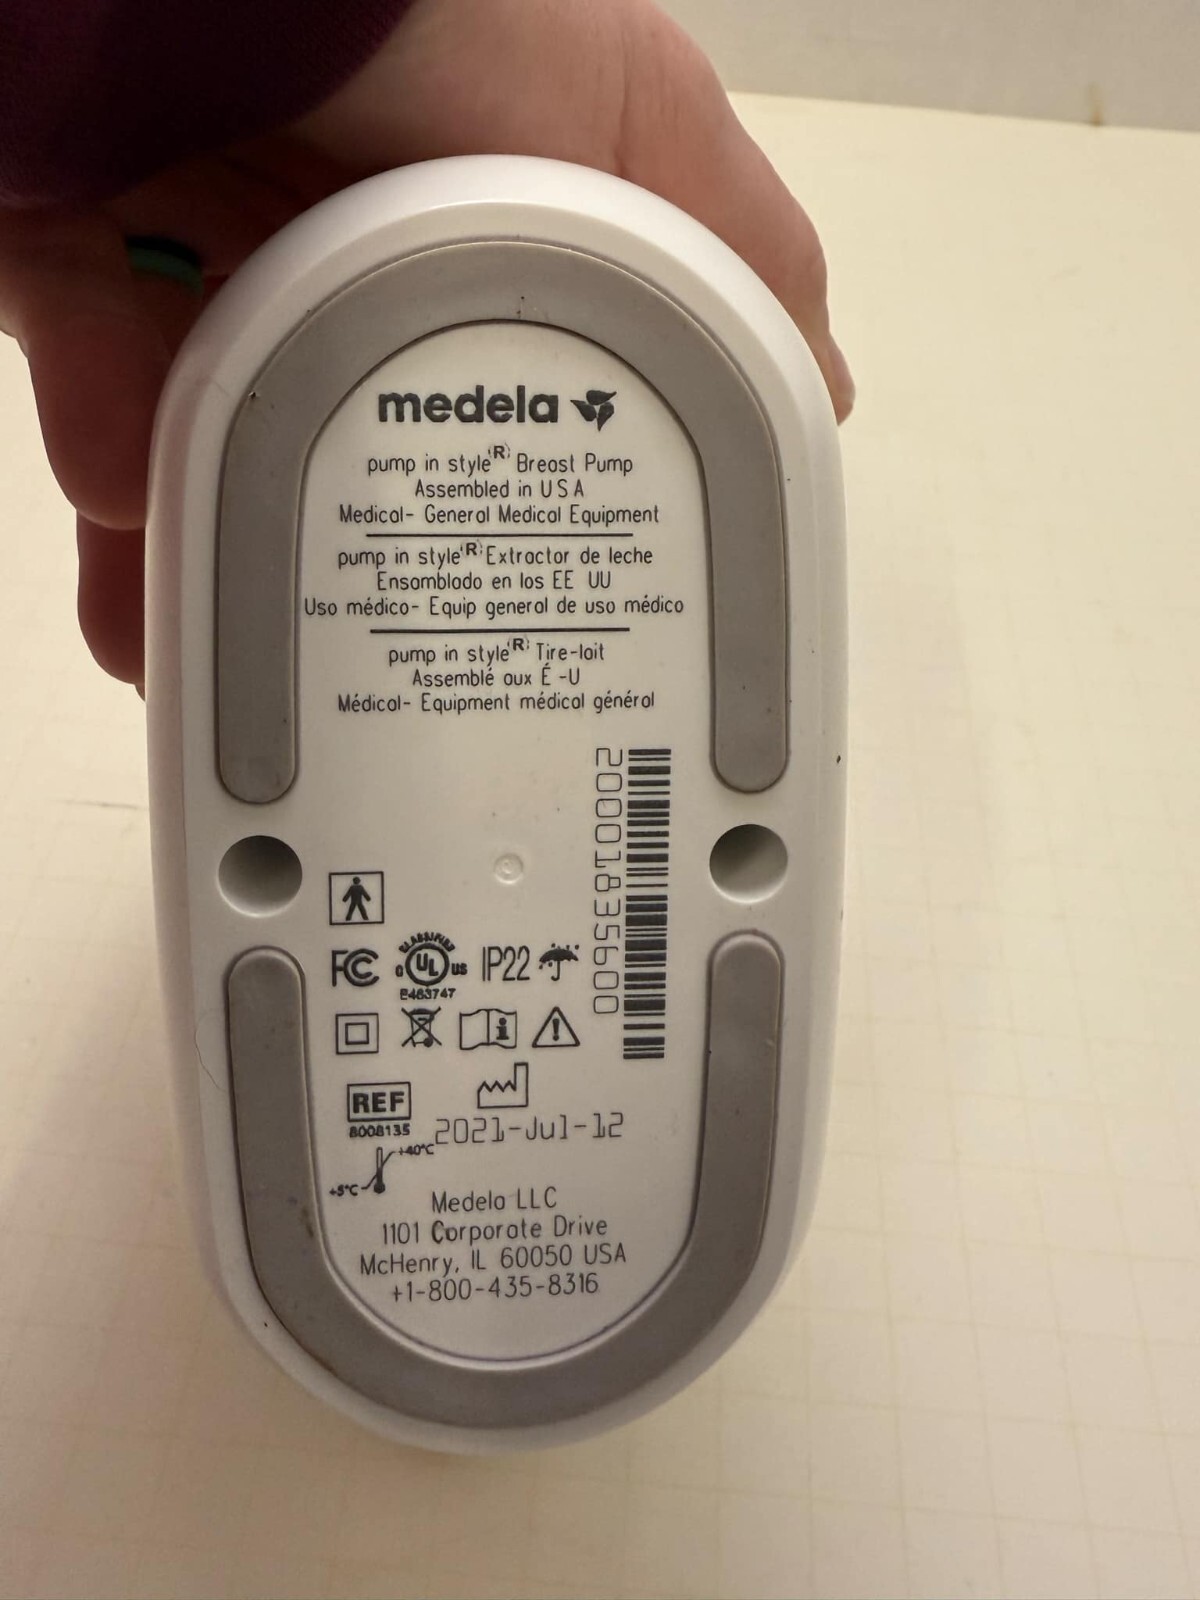 medela
pump in style(R) Breast Pump
Assembled in U S A
Medical- General Medical Equipment
pump in style(R) Extractor de leche
Ensamblado en los EE UU
Uso médico- Equip general de uso médico
pump in style(R) Tire-lait
Assemblé aux É -U
Médical- Equipment médical général
20001835600
CLASSIFIED
FC C UL US IP22
E463747
i !
REF
8008135
2021-Jul-12
+40°C
+5°C
Medela LLC
1101 Corporate Drive
McHenry, IL 60050 USA
+1-800-435-8316